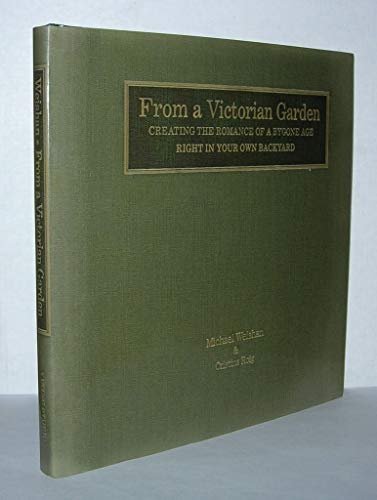 From a Victorian Garden
CREATING THE ROMANCE OF A BYGONE AGE
RIGHT IN YOUR OWN BACKYARD
Michael Weishan
&
Cristina Roig
Weishan & From a Victorian Garden